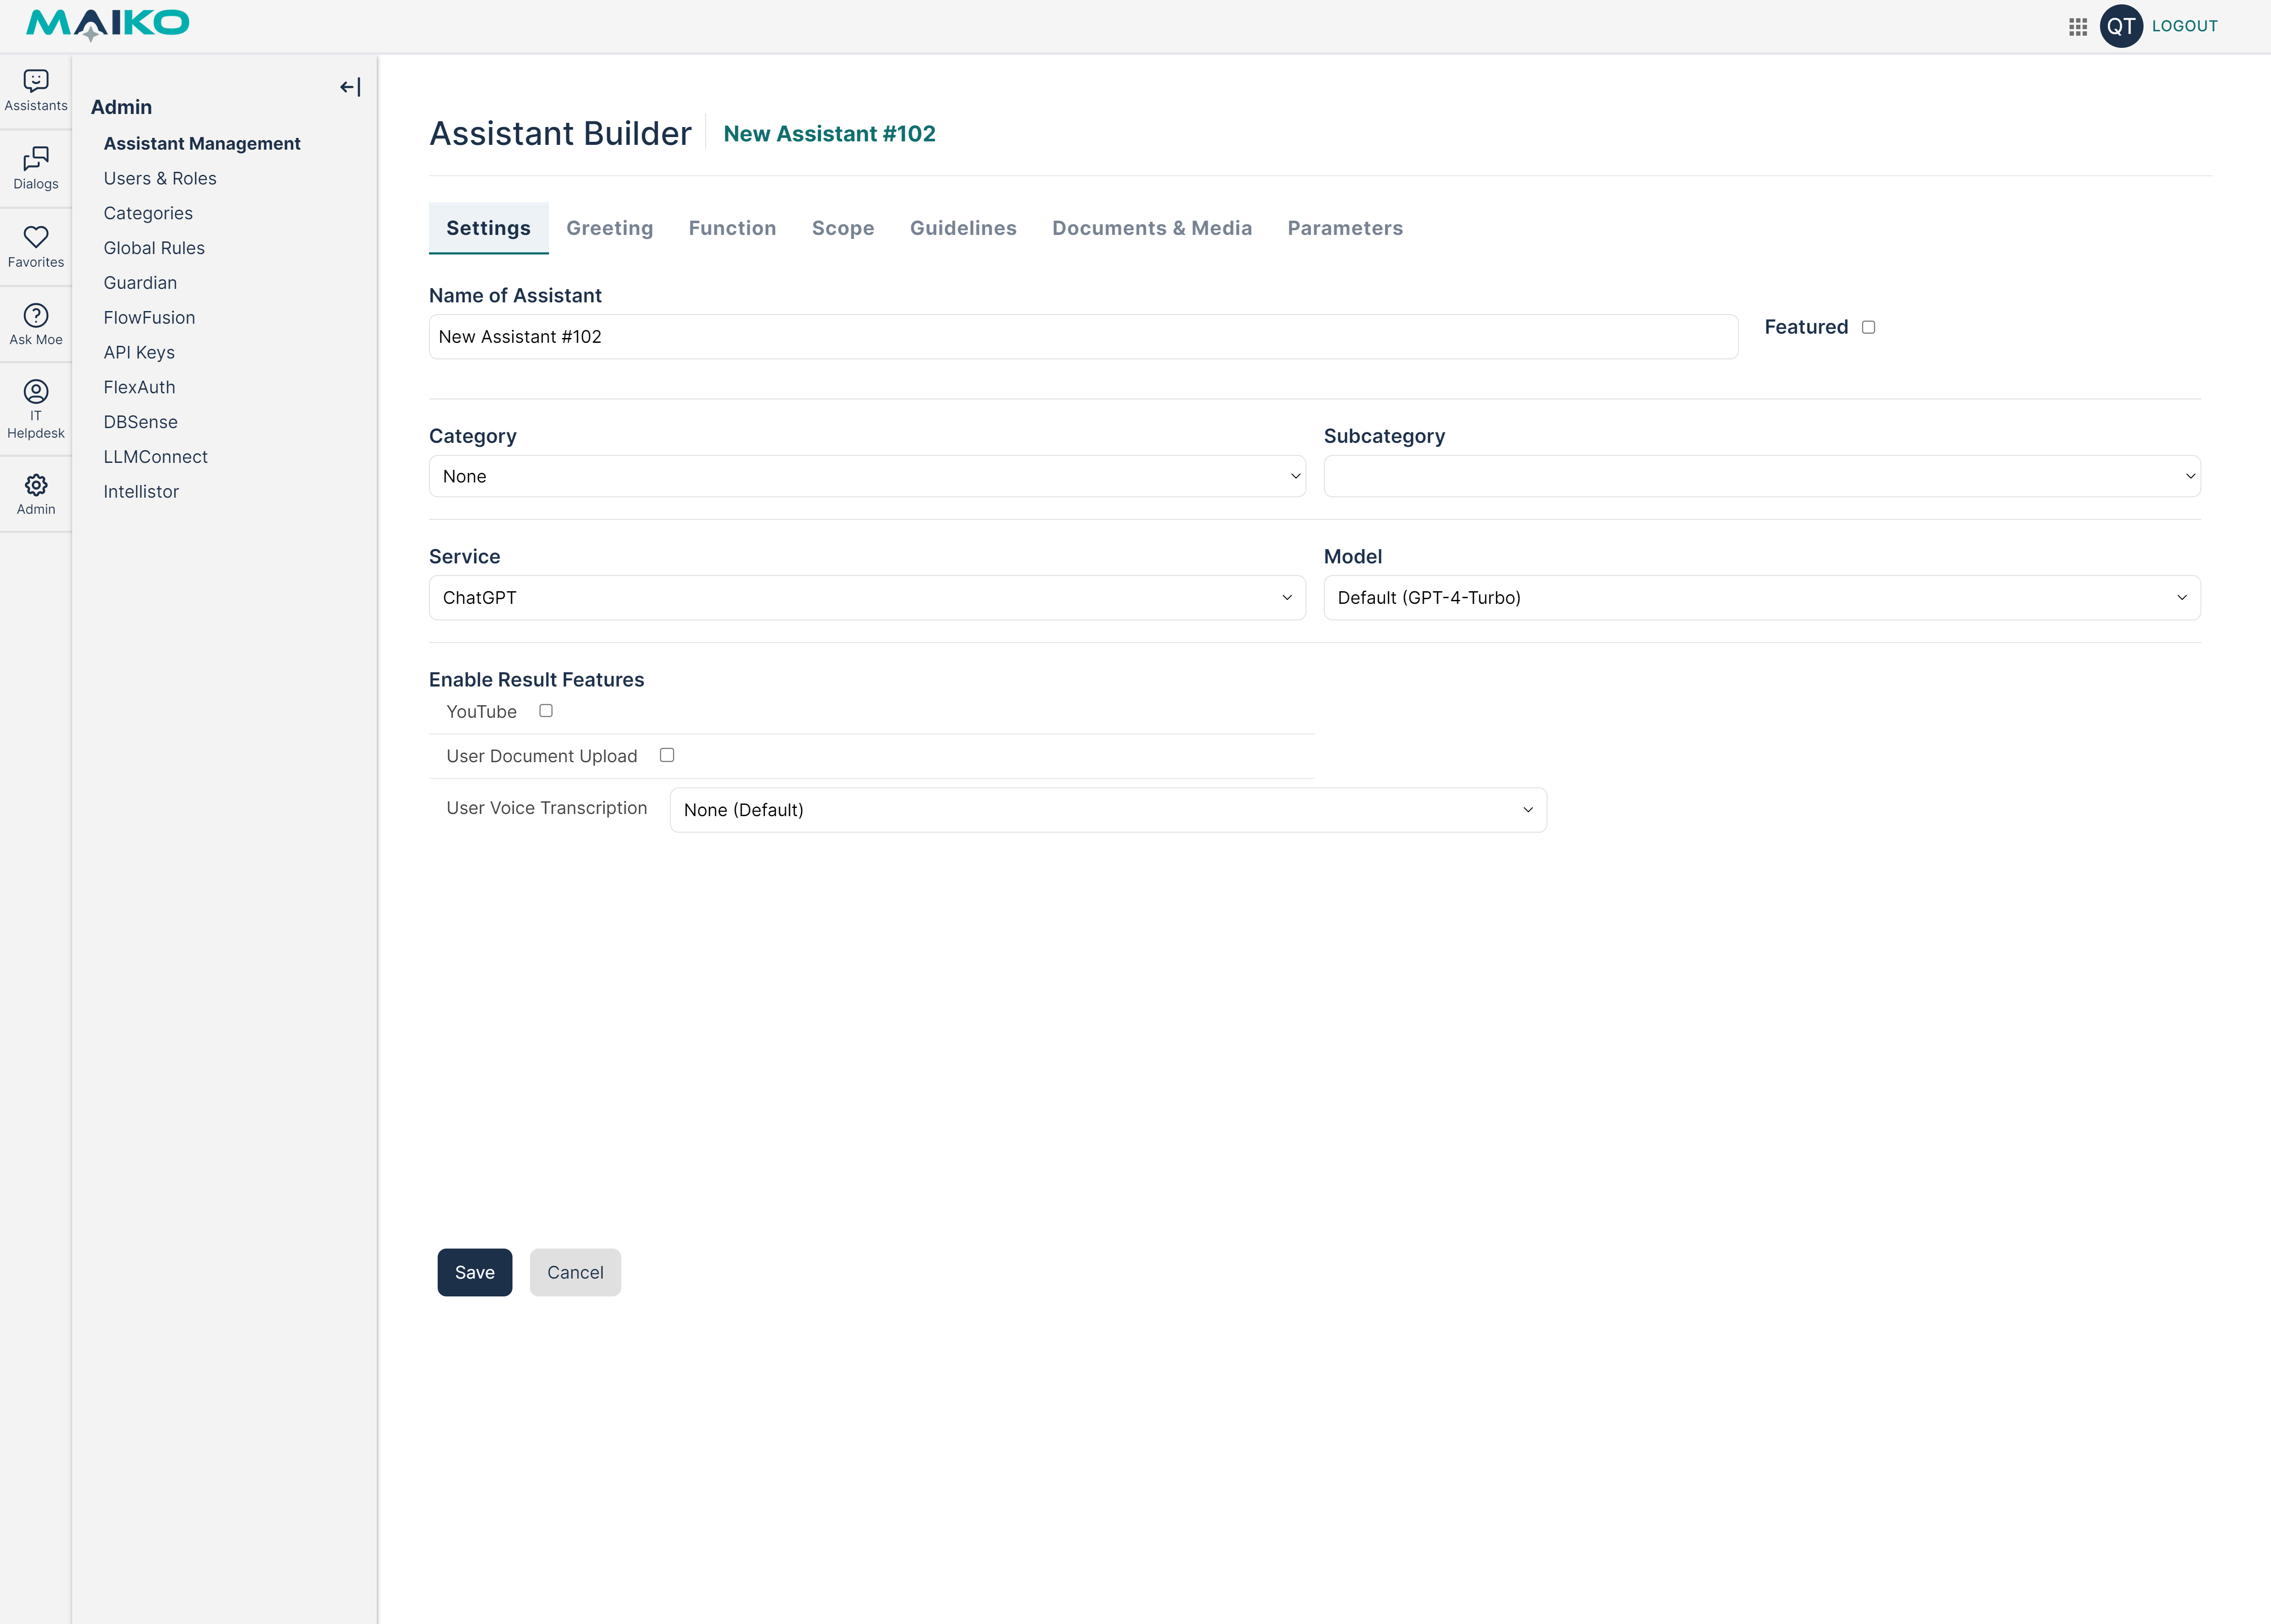 MAIKO
QT
LOGOUT
Assistants
Dialogs
Favorites
Ask Moe
IT
Helpdesk
Admin
Admin
Assistant Management
Users & Roles
Categories
Global Rules
Guardian
FlowFusion
API Keys
FlexAuth
DBSense
LLMConnect
Intellistor
Assistant Builder
New Assistant #102
Settings
Greeting
Function
Scope
Guidelines
Documents & Media
Parameters
Name of Assistant
New Assistant #102
Featured
Category
None
Subcategory
Service
ChatGPT
Model
Default (GPT-4-Turbo)
Enable Result Features
YouTube
User Document Upload
User Voice Transcription
None (Default)
Save
Cancel